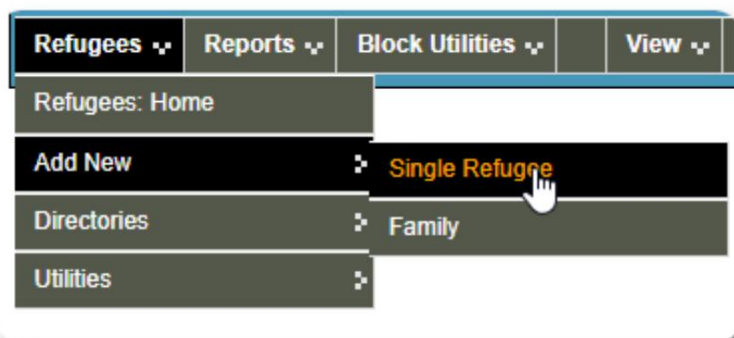 Refugees Reports Block Utilities View
Refugees: Home
Add New
Single Refugee
Directories
Family
Utilities